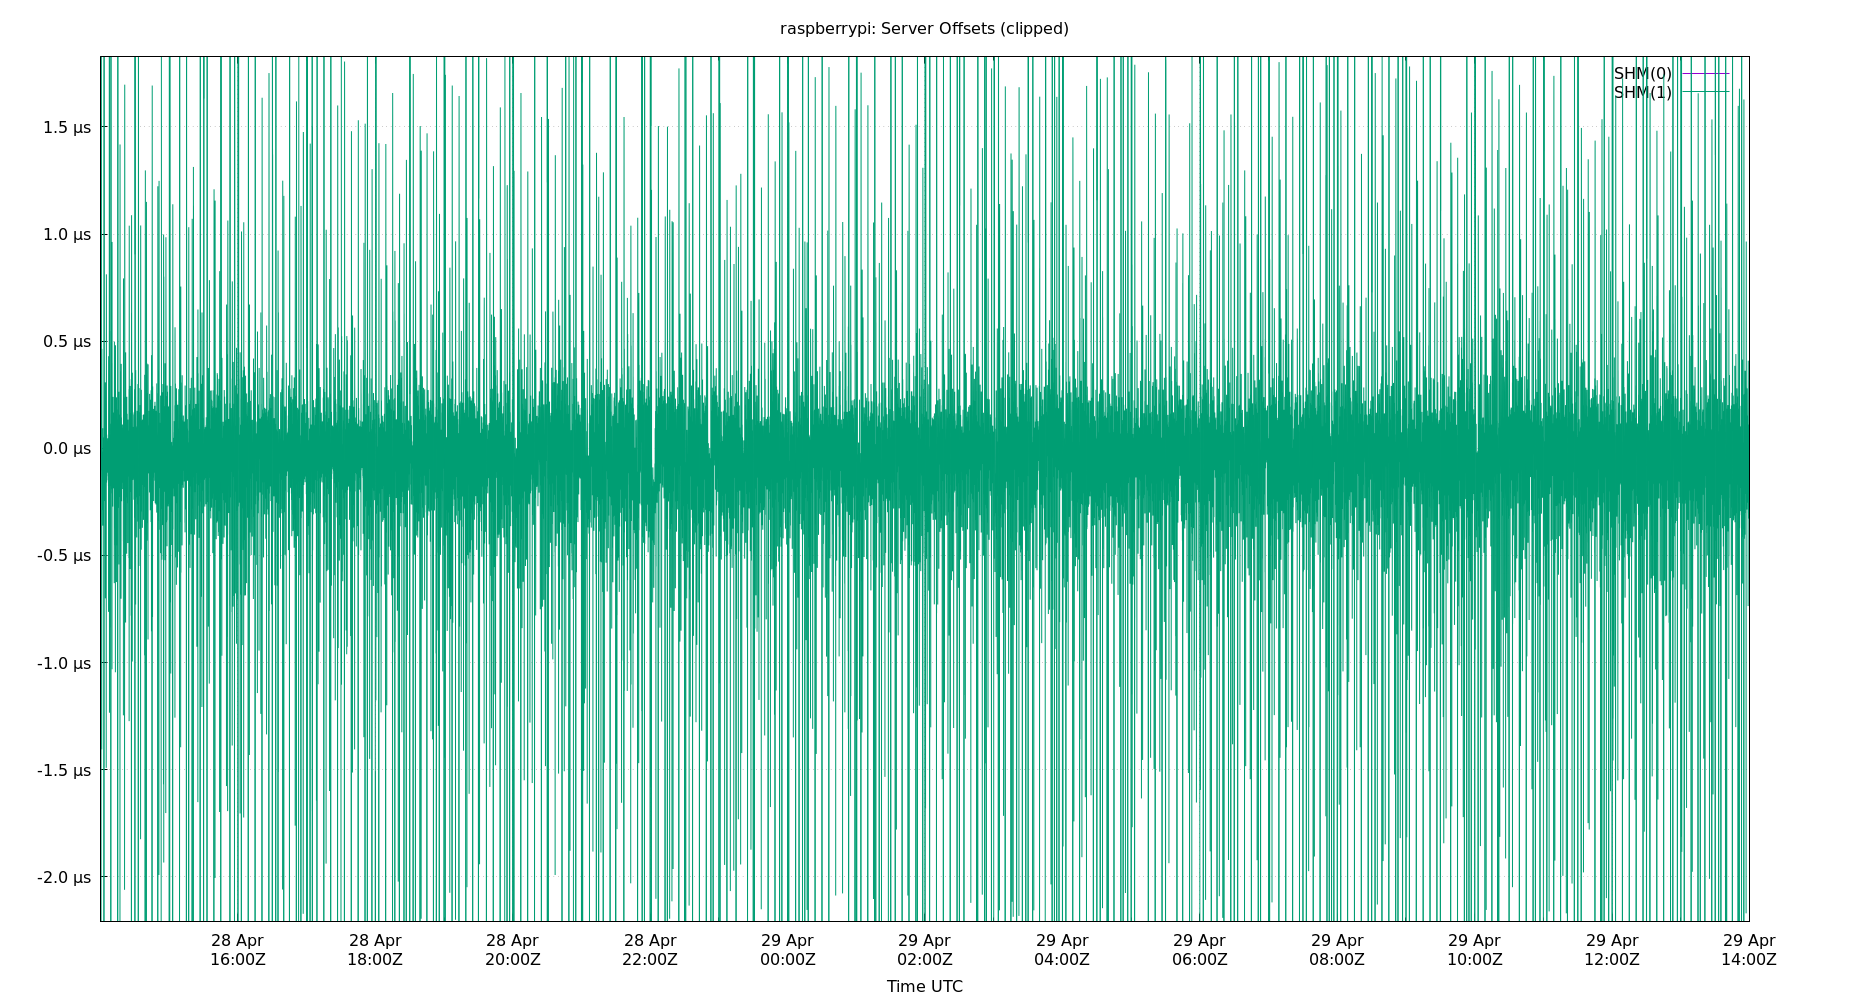 raspberrypi: Server Offsets (clipped)
SHM(0)
SHM(1)
1.5 µs
1.0 µs
0.5 µs
0.0 µs
-0.5 µs
-1.0 µs
-1.5 µs
-2.0 µs
28 Apr 28 Apr 28 Apr 28 Apr 29 Apr 29 Apr 29 Apr 29 Apr 29 Apr 29 Apr 29 Apr 29 Apr
16:00Z 18:00Z 20:00Z 22:00Z 00:00Z 02:00Z 04:00Z 06:00Z 08:00Z 10:00Z 12:00Z 14:00Z
Time UTC